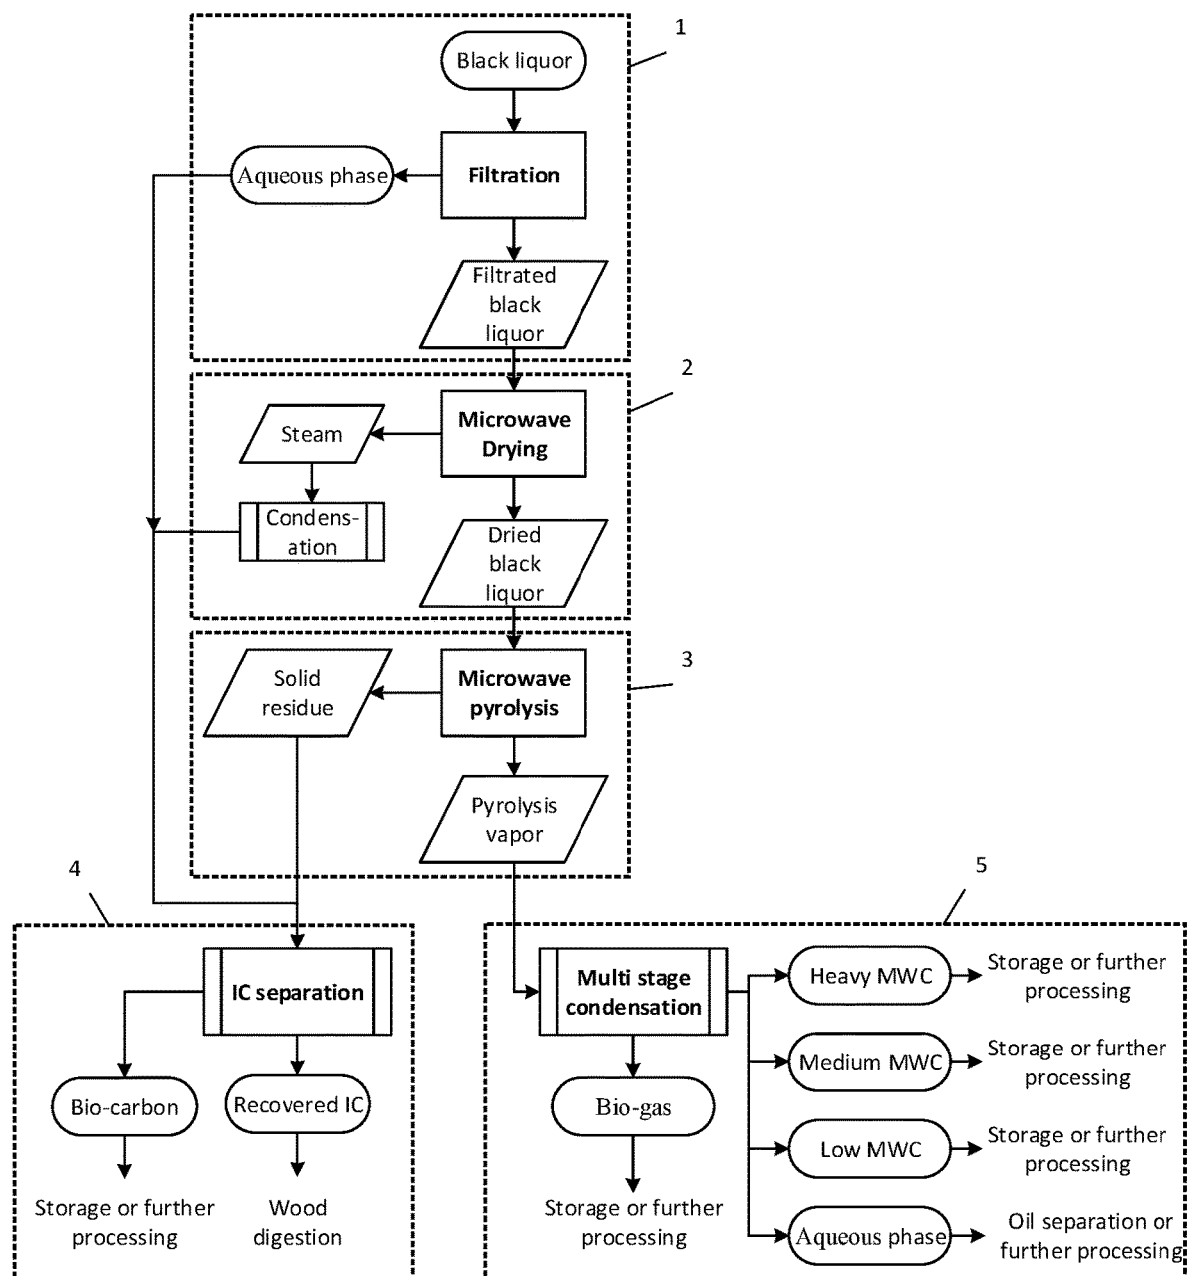 1
Black liquor
Aqueous phase
Filtration
Filtrated
black
liquor
2
Microwave
Drying
Steam
Condens-
ation
Dried
black
liquor
3
Solid
residue
Microwave
pyrolysis
Pyrolysis
vapor
4
IC separation
Bio-carbon
Recovered IC
Storage or further
processing
Wood
digestion
5
Multi stage
condensation
Bio-gas
Storage or further
processing
Heavy MWC
Storage or further
processing
Medium MWC
Storage or further
processing
Low MWC
Storage or further
processing
Aqueous phase
Oil separation or
further processing